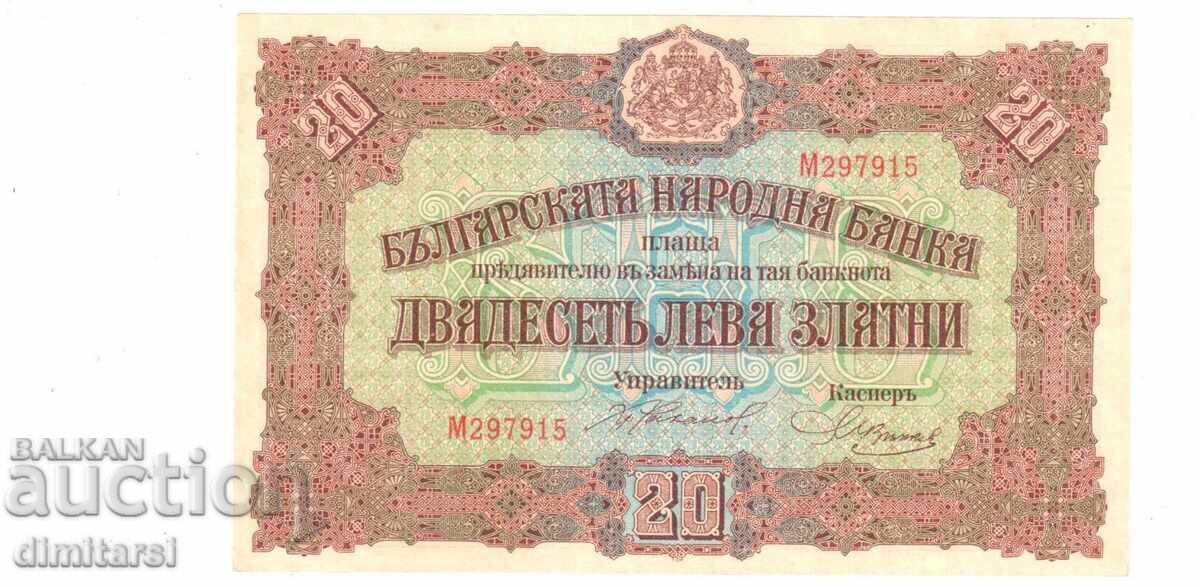 20
20
М297915
БЪЛГАРСКАТА НАРОДНА БАНКА
плаща
прѣдявителю въ замѣна на тая банкнота
ДВАДЕСЕТЬ ЛЕВА ЗЛАТНИ
Управитель
Касиеръ
М297915
20
BALKAN
auction
dimitarsi